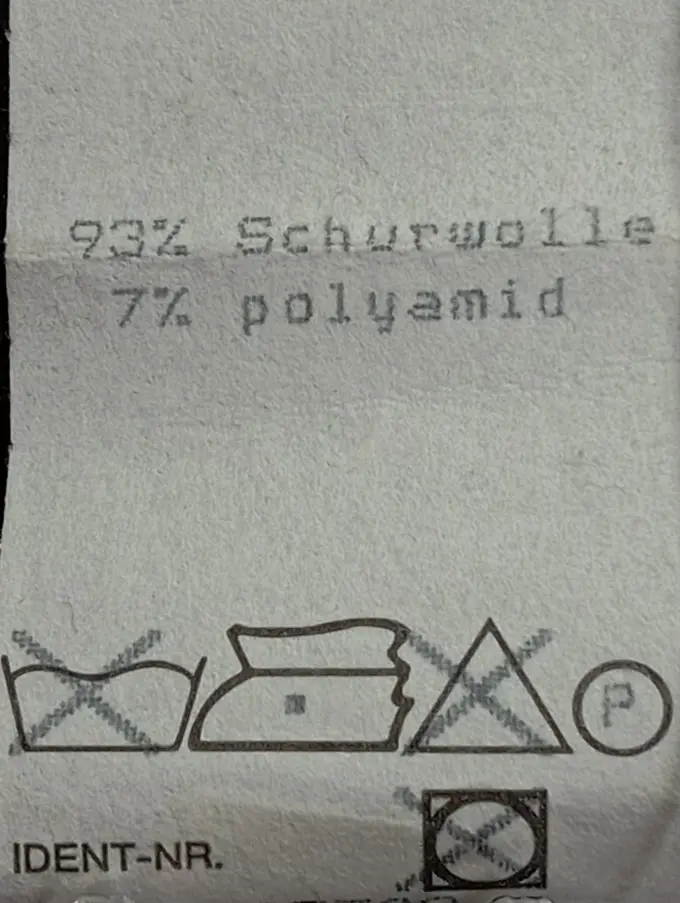 93% Schurwolle
7% polyamid
P
IDENT-NR.